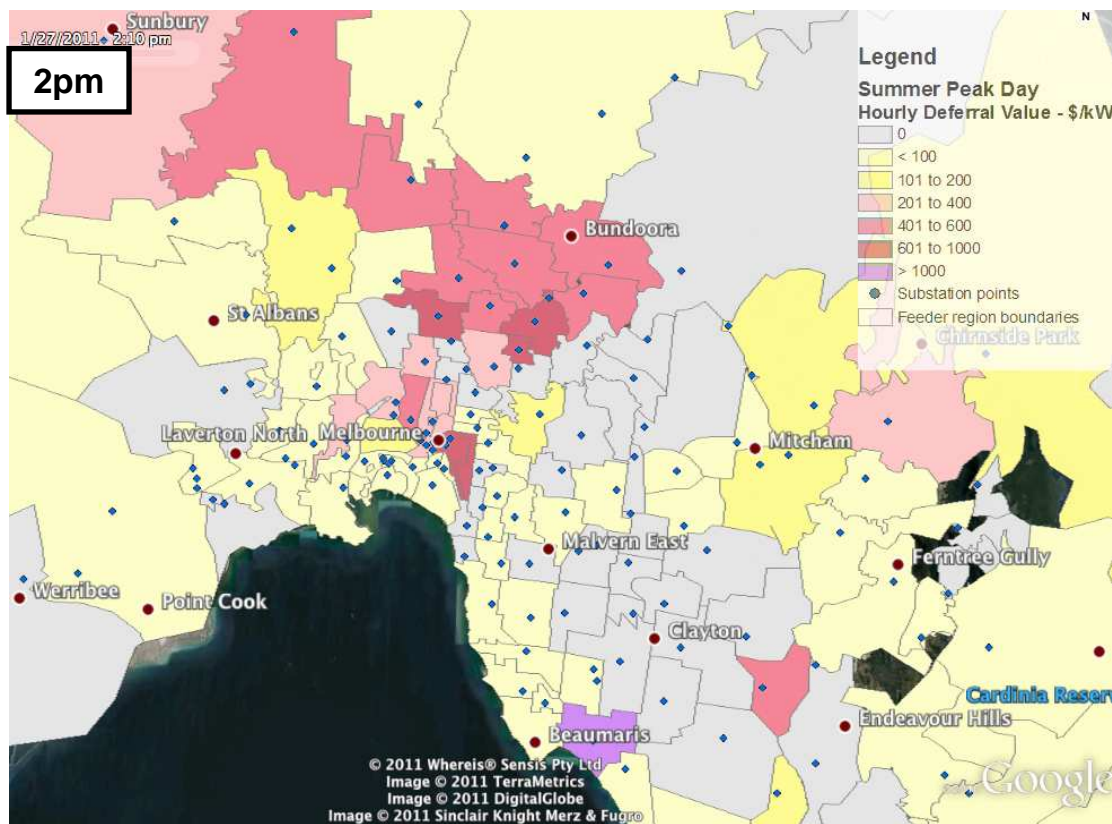 Sunbury
1/27/2011 2:10 pm
2pm
N
Legend
Summer Peak Day
Hourly Deferral Value - $/kW
0
< 100
101 to 200
201 to 400
401 to 600
601 to 1000
> 1000
Substation points
Feeder region boundaries
Bundoora
St Albans
Chirnside Park
Laverton North
Melbourne
Mitcham
Malvern East
Ferntree Gully
Werribee
Point Cook
Clayton
Cardinia Reserv
Endeavour Hills
Beaumaris
© 2011 Whereis® Sensis Pty Ltd
Image © 2011 TerraMetrics
Image © 2011 DigitalGlobe
Image © 2011 Sinclair Knight Merz & Fugro
Google